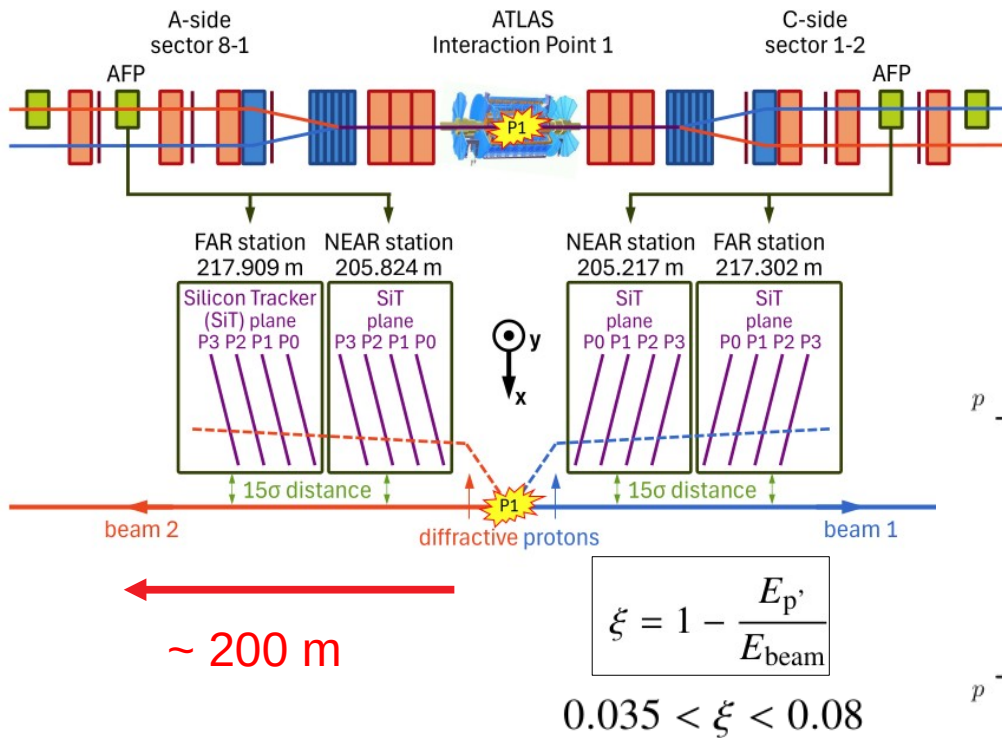 A-side
sector 8-1
ATLAS
Interaction Point 1
C-side
sector 1-2
AFP
AFP
P1
FAR station
217.909 m
NEAR station
205.824 m
NEAR station
205.217 m
FAR station
217.302 m
Silicon Tracker
(SiT) plane
P3 P2 P1 P0
SiT
plane
P3 P2 P1 P0
SiT
plane
P0 P1 P2 P3
SiT
plane
P0 P1 P2 P3
y
x
p
15σ distance
P1
15σ distance
beam 2
diffractive protons
beam 1
~ 200 m
ξ = 1 − E_p’ / E_beam
p
0.035 < ξ < 0.08